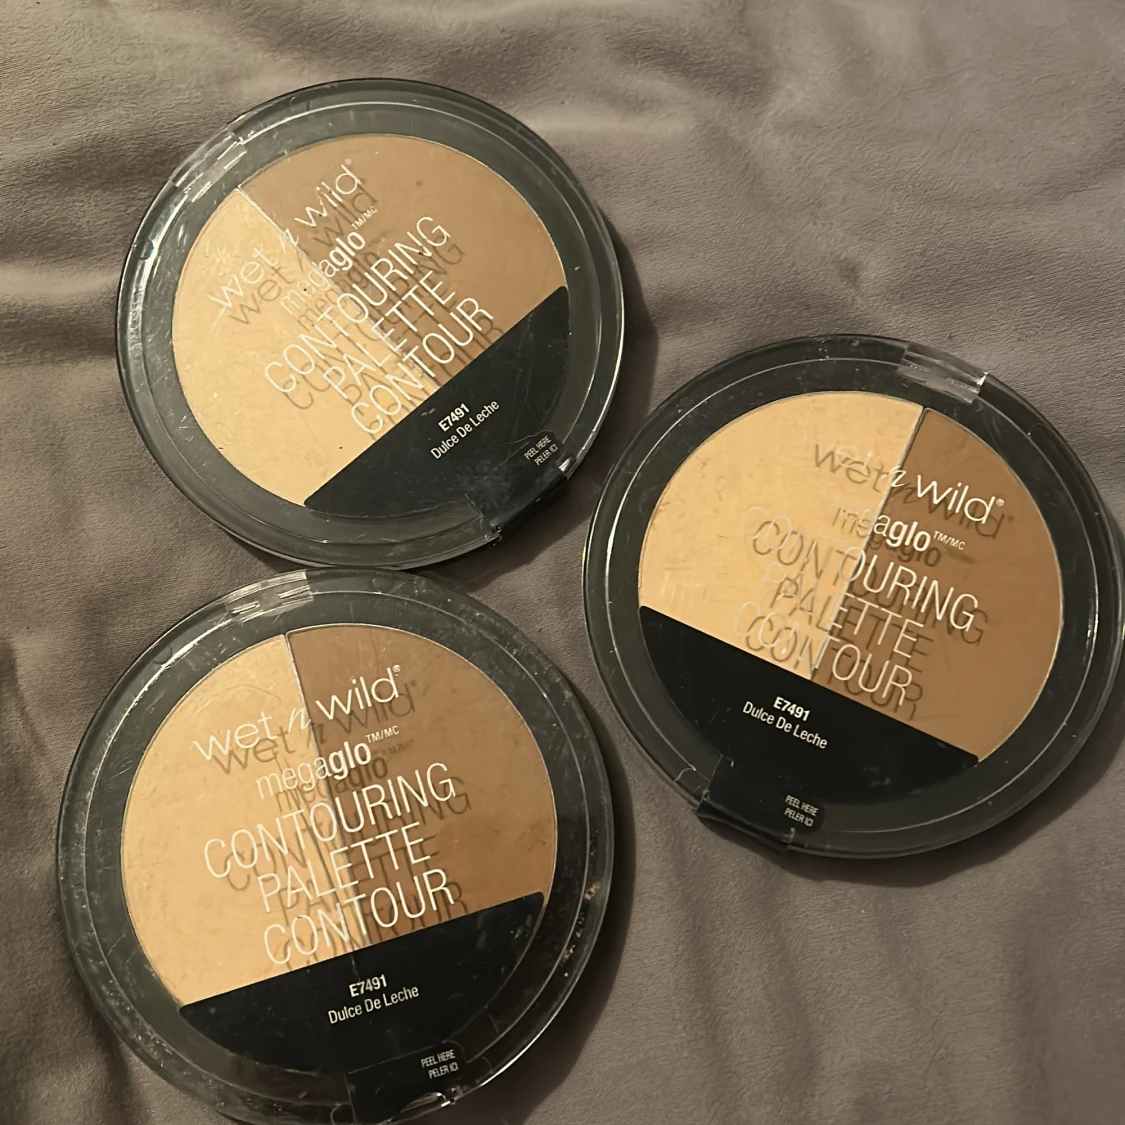 wet n wild®
megaglo™/MC
CONTOURING
PALETTE
CONTOUR
E7491
Dulce De Leche
PEEL HERE
PELER ICI
wet n wild®
megaglo™/MC
CONTOURING
PALETTE
CONTOUR
E7491
Dulce De Leche
PEEL HERE
PELER ICI
wet n wild®
megaglo™/MC
CONTOURING
PALETTE
CONTOUR
E7491
Dulce De Leche
PEEL HERE
PELER ICI